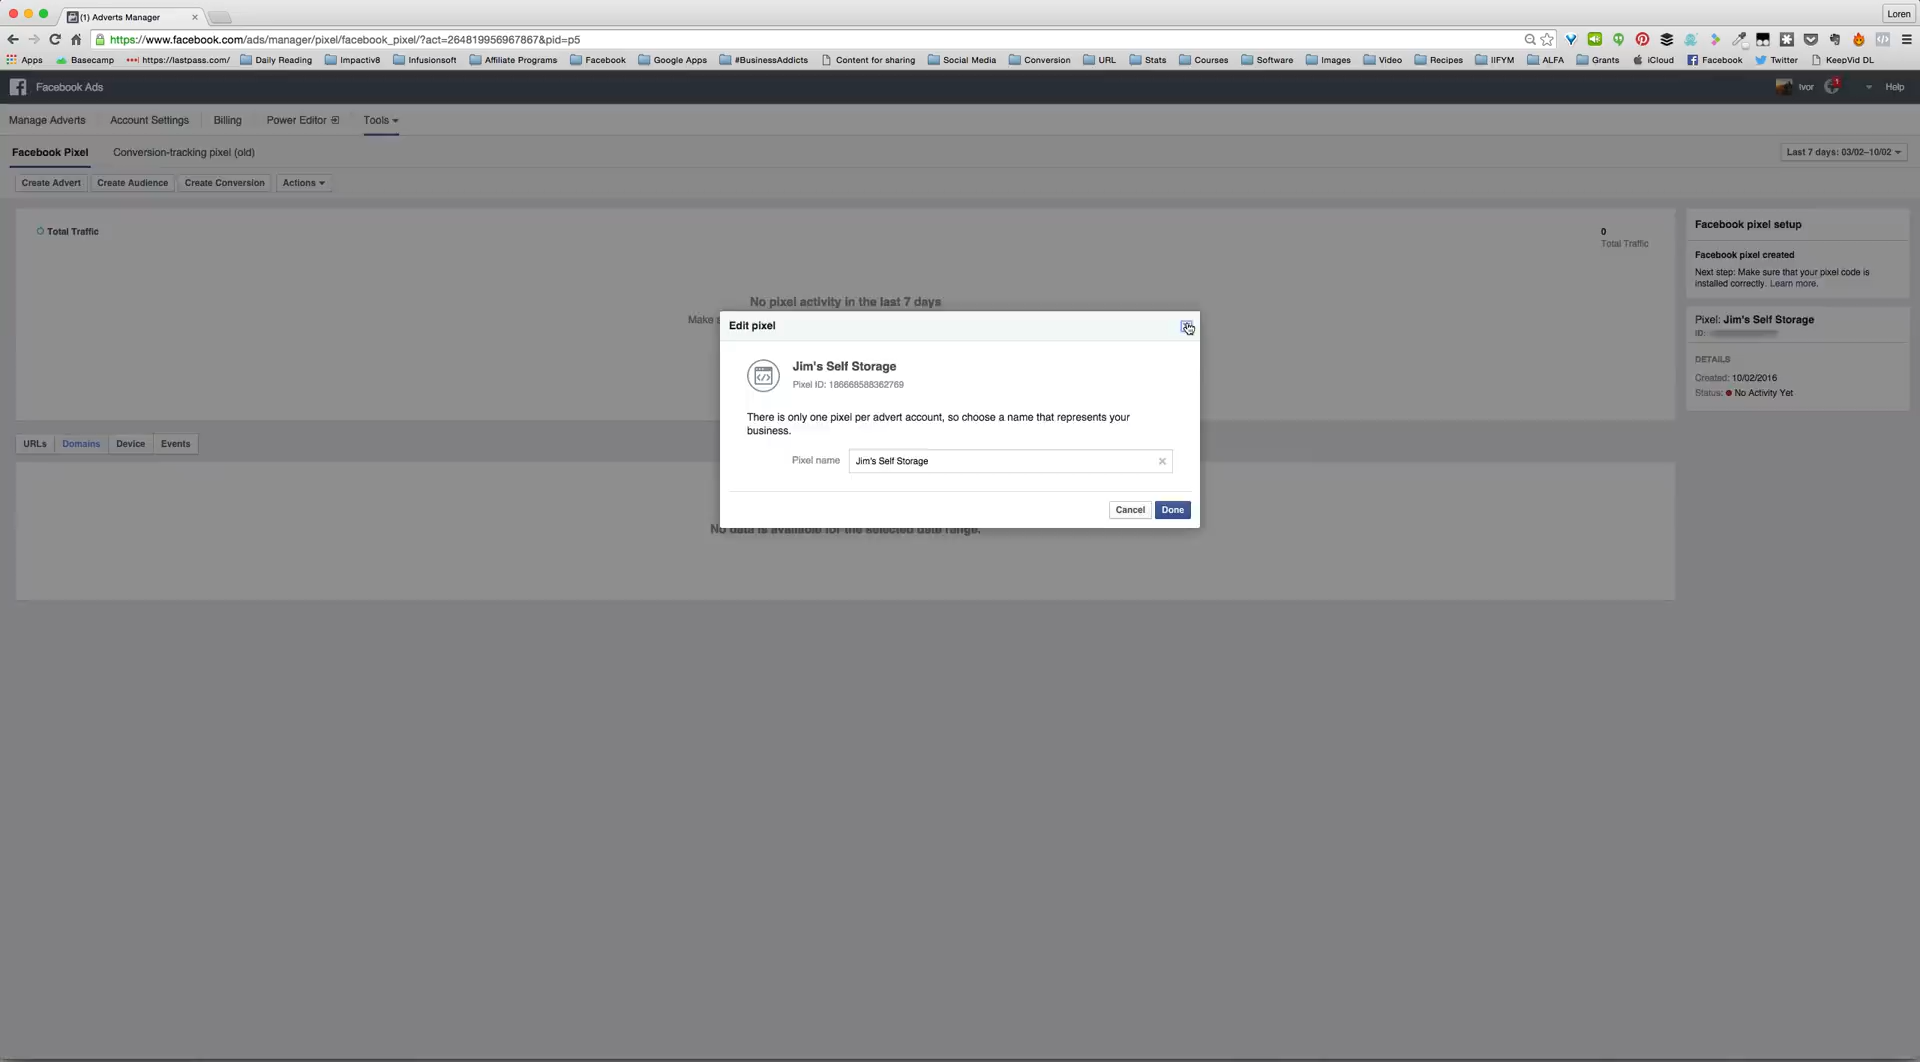 (1) Adverts Manager
Loren
https://www.facebook.com/ads/manager/pixel/facebook_pixel/?act=264819956967867&pid=p5
Apps Basecamp https://lastpass.com/ Daily Reading Impactiv8 Infusionsoft Affiliate Programs Facebook Google Apps #BusinessAddicts Content for sharing Social Media Conversion URL Stats Courses Software Images Video Recipes IIFYM ALFA Grants iCloud Facebook Twitter KeepVid DL
Facebook Ads
Ivor 1 Help
Manage Adverts Account Settings Billing Power Editor Tools
Facebook Pixel Conversion-tracking pixel (old)
Last 7 days: 03/02–10/02
Create Advert Create Audience Create Conversion Actions
Total Traffic
0
Total Traffic
No pixel activity in the last 7 days
Make
Edit pixel
Jim's Self Storage
Pixel ID: 186668588362769
There is only one pixel per advert account, so choose a name that represents your
business.
Pixel name Jim's Self Storage
Cancel Done
No data is available for the selected date range.
URLs Domains Device Events
Facebook pixel setup
Facebook pixel created
Next step: Make sure that your pixel code is
installed correctly. Learn more.
Pixel: Jim's Self Storage
ID:
DETAILS
Created: 10/02/2016
Status: No Activity Yet